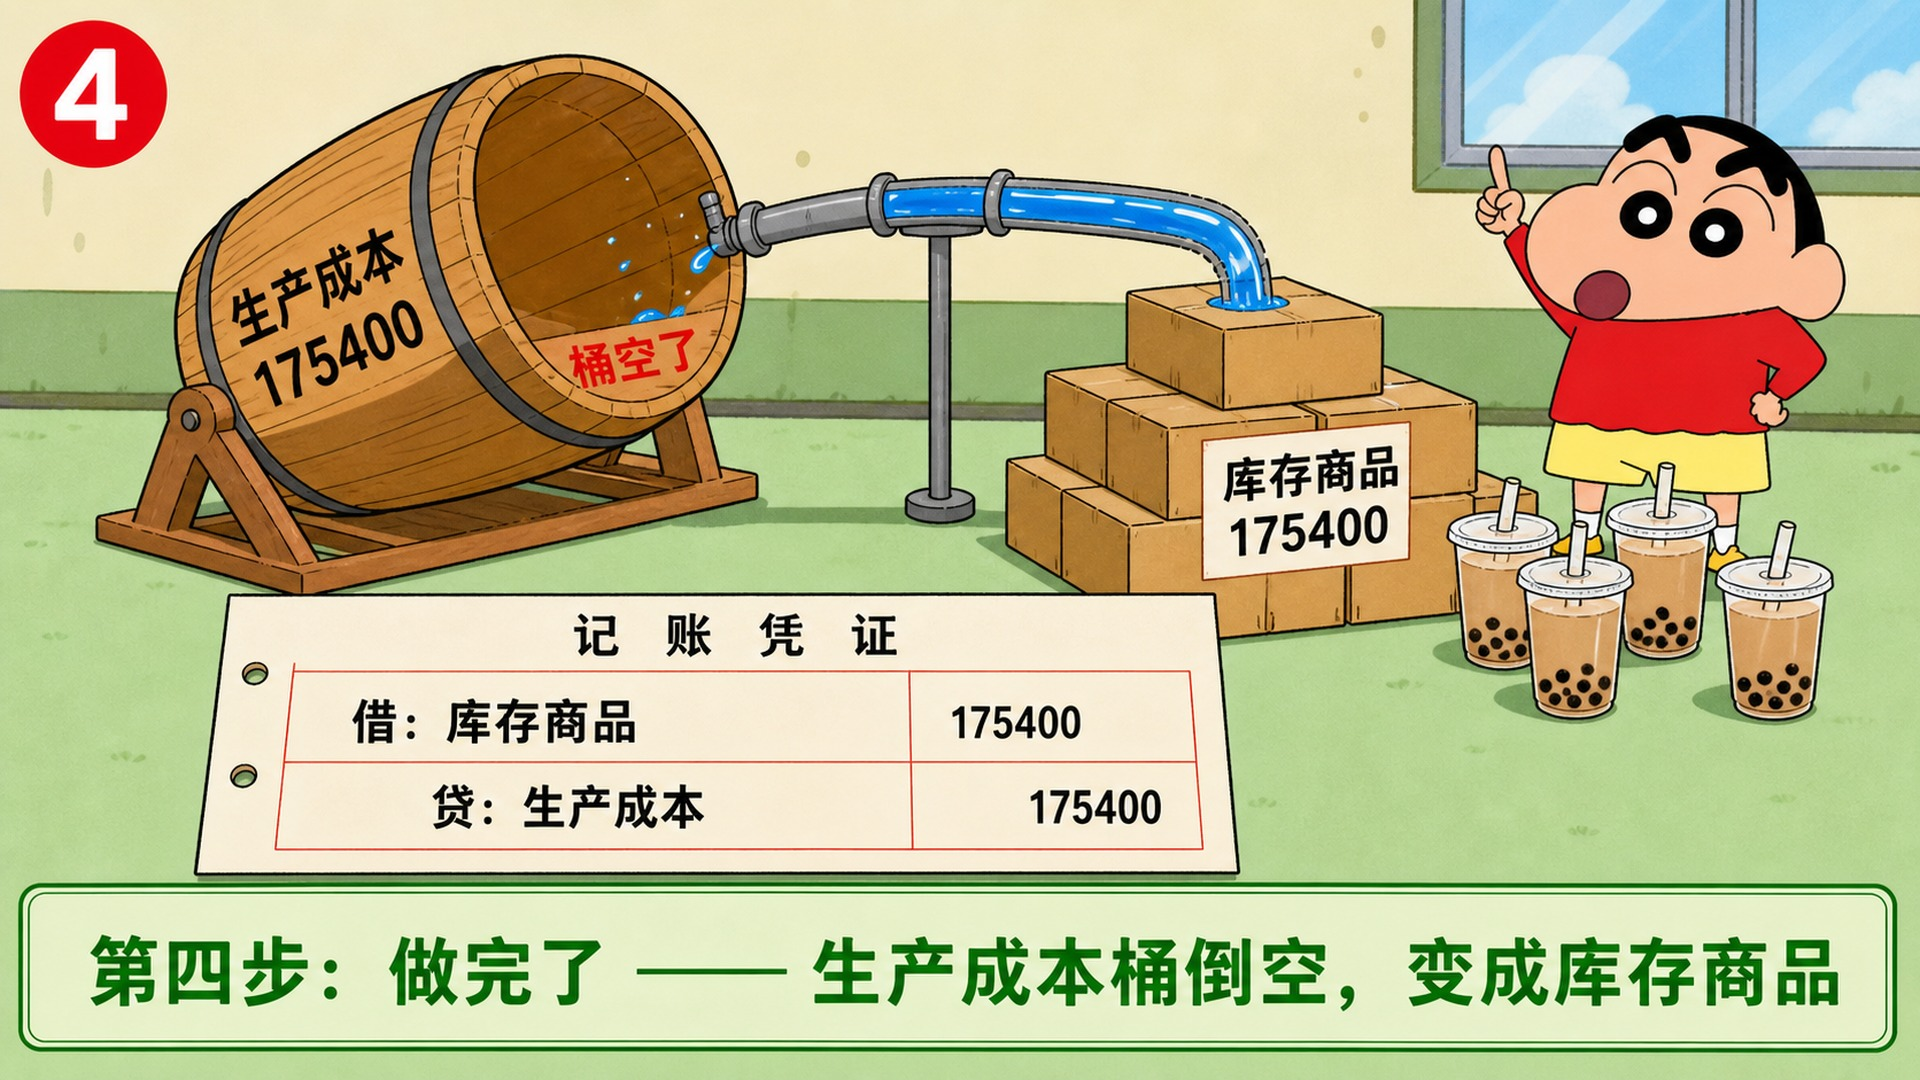 4
生产成本
175400
桶空了
库存商品
175400
记账凭证
借：库存商品 175400
贷：生产成本 175400
第四步：做完了——生产成本桶倒空，变成库存商品